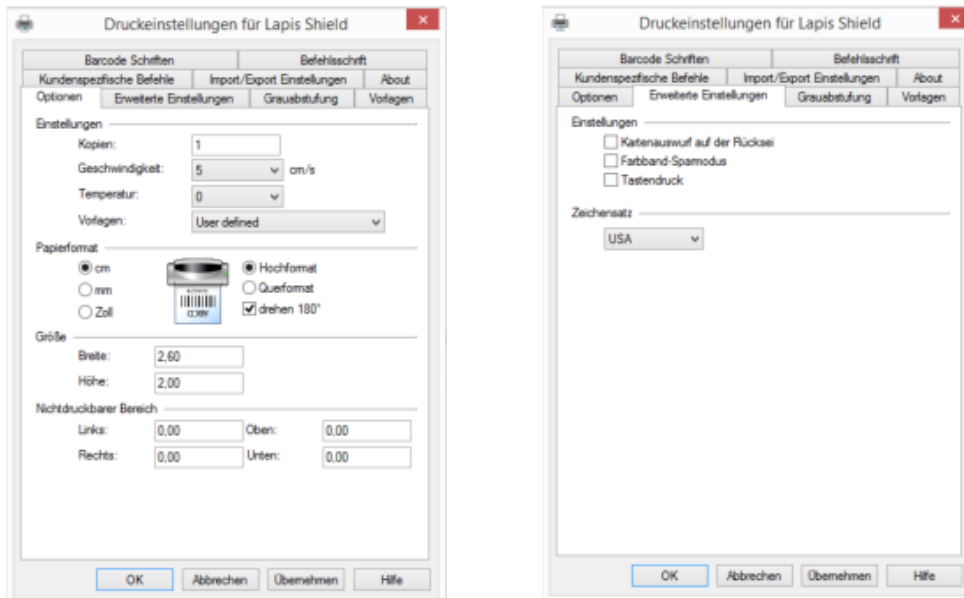 Druckeinstellungen für Lapis Shield
Barcode Schriften Befehlsschrift
Kundenspezifische Befehle Import/Export Einstellungen About
Optionen Erweiterte Einstellungen Grauabstufung Vorlagen
Einstellungen
Kopien: 1
Geschwindigkeit: 5 cm/s
Temperatur: 0
Vorlagen: User defined
Papierformat
cm Hochformat
mm Querformat
Zoll drehen 180°
ABCD
Größe
Breite: 2,60
Höhe: 2,00
Nichtdruckbarer Bereich
Links: 0,00 Oben: 0,00
Rechts: 0,00 Unten: 0,00
OK Abbrechen Übernehmen Hilfe
Druckeinstellungen für Lapis Shield
Barcode Schriften Befehlsschrift
Kundenspezifische Befehle Import/Export Einstellungen About
Optionen Erweiterte Einstellungen Grauabstufung Vorlagen
Einstellungen
Kartenauswurf auf der Rücksei
Farbband-Sparmodus
Tastendruck
Zeichensatz
USA
OK Abbrechen Übernehmen Hilfe